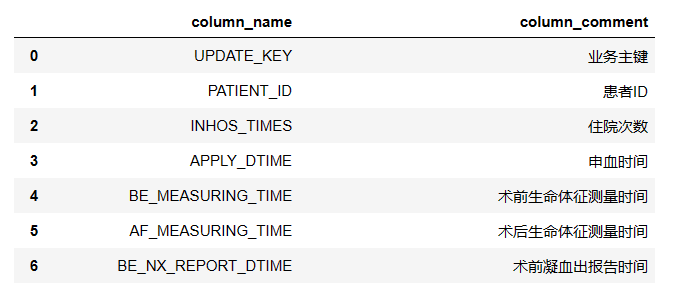 column_name column_comment
0 UPDATE_KEY 业务主键
1 PATIENT_ID 患者ID
2 INHOS_TIMES 住院次数
3 APPLY_DTIME 申血时间
4 BE_MEASURING_TIME 术前生命体征测量时间
5 AF_MEASURING_TIME 术后生命体征测量时间
6 BE_NX_REPORT_DTIME 术前凝血出报告时间